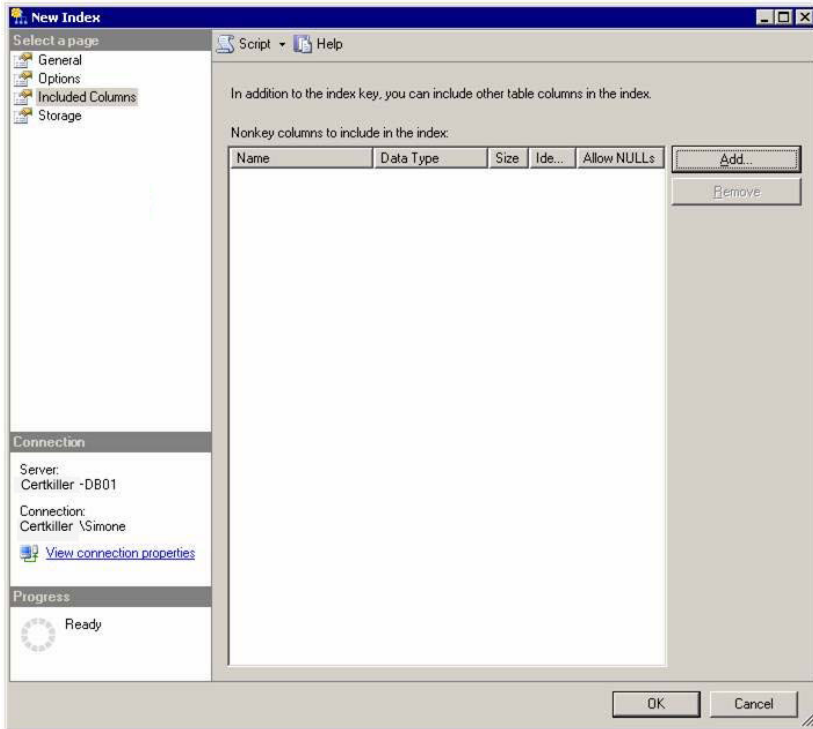 New Index
Select a page
General
Options
Included Columns
Storage
Script
Help
In addition to the index key, you can include other table columns in the index.
Nonkey columns to include in the index:
Name Data Type Size Ide... Allow NULLs
Add...
Remove
Connection
Server:
Certkiller -DB01
Connection:
Certkiller \Simone
View connection properties
Progress
Ready
OK Cancel